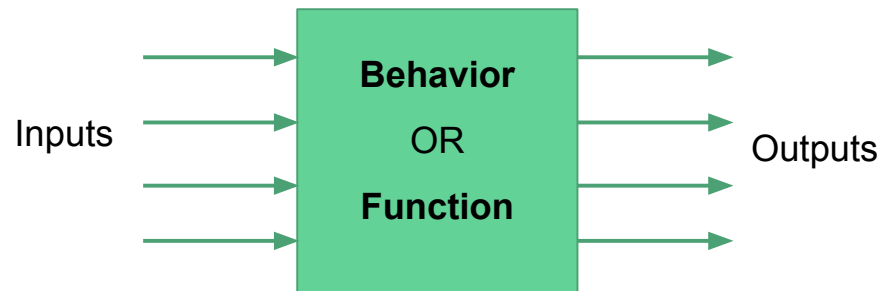 Inputs
Behavior
OR
Function
Outputs